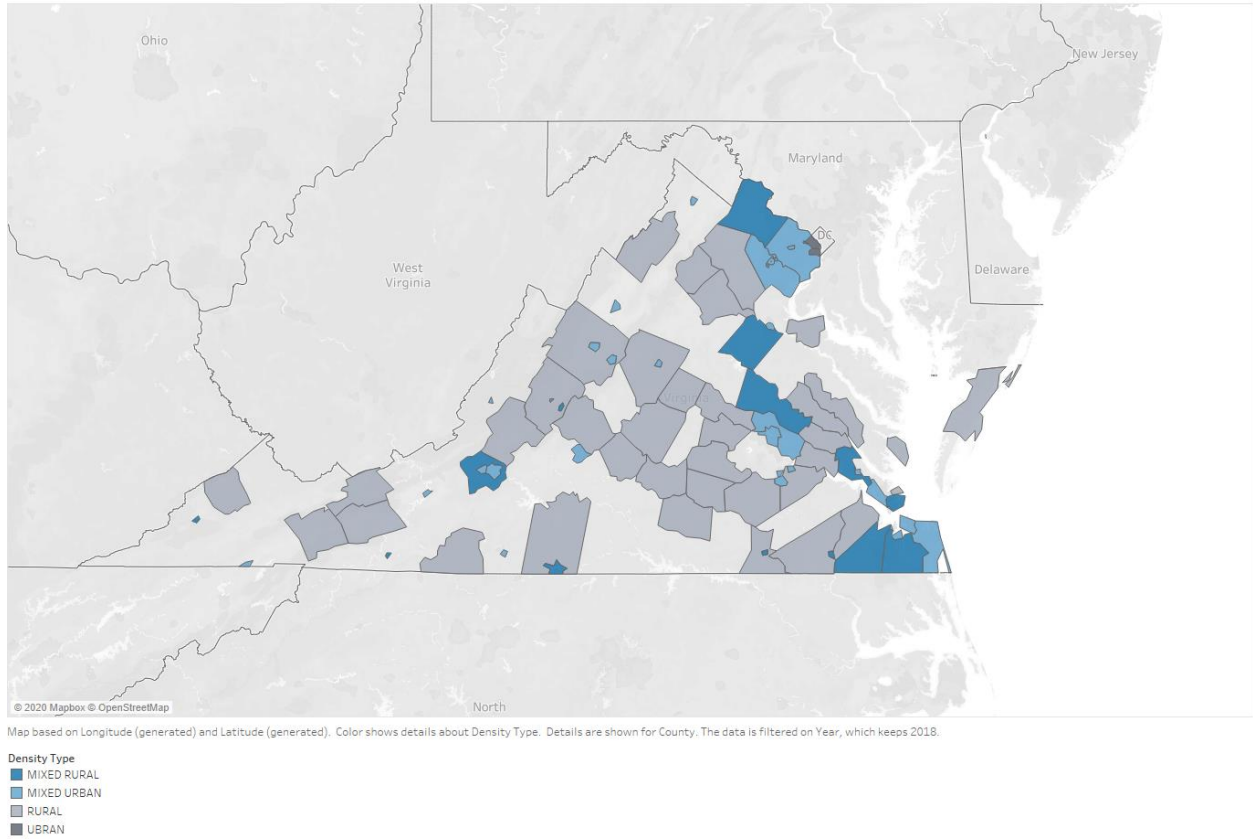 Ohio
New Jersey
Maryland
DC
West
Virginia
Delaware
Virginia
North
© 2020 Mapbox © OpenStreetMap
Map based on Longitude (generated) and Latitude (generated). Color shows details about Density Type. Details are shown for County. The data is filtered on Year, which keeps 2018.
Density Type
MIXED RURAL
MIXED URBAN
RURAL
UBRAN